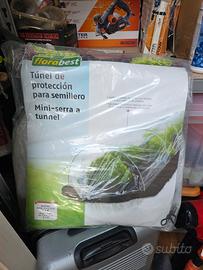 florabest
Túnel de
protección
para semillero
Mini-serra a
tunnel
subito